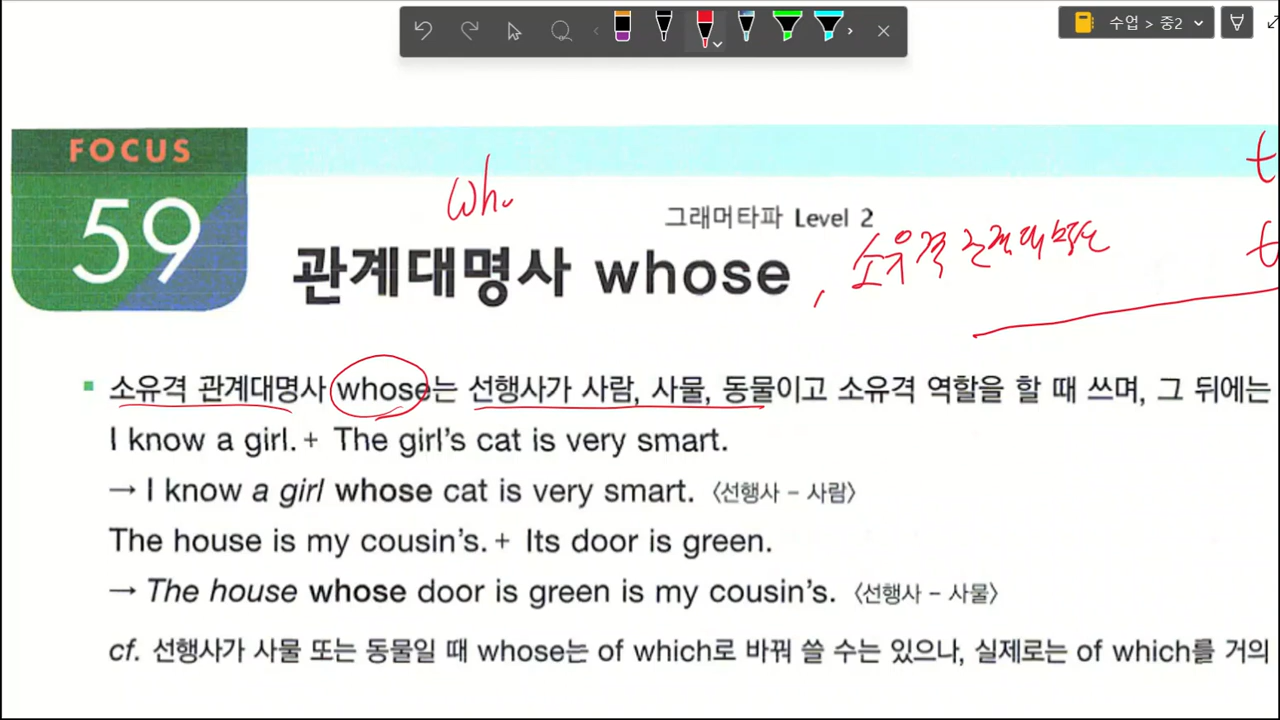 수업 > 중2
FOCUS
59
그래머타파 Level 2
관계대명사 whose
소유격
■ 소유격 관계대명사 whose는 선행사가 사람, 사물, 동물이고 소유격 역할을 할 때 쓰며, 그 뒤에는
I know a girl. + The girl's cat is very smart.
→ I know a girl whose cat is very smart. 〈선행사 – 사람〉
The house is my cousin's. + Its door is green.
→ The house whose door is green is my cousin's. 〈선행사 – 사물〉
cf. 선행사가 사물 또는 동물일 때 whose는 of which로 바꿔 쓸 수는 있으나, 실제로는 of which를 거의